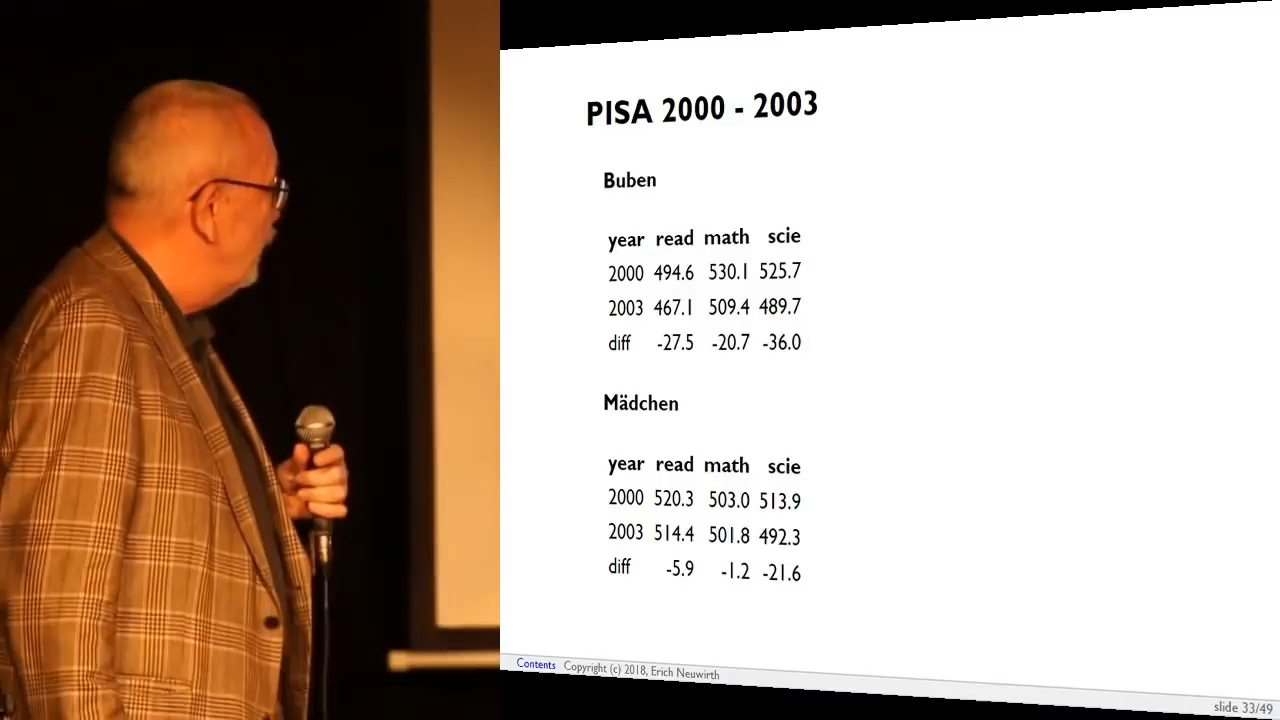 PISA 2000 - 2003
Buben
year read math scie
2000 494.6 530.1 525.7
2003 467.1 509.4 489.7
diff -27.5 -20.7 -36.0
Mädchen
year read math scie
2000 520.3 503.0 513.9
2003 514.4 501.8 492.3
diff -5.9 -1.2 -21.6
Contents Copyright (c) 2018, Erich Neuwirth
slide 33/49